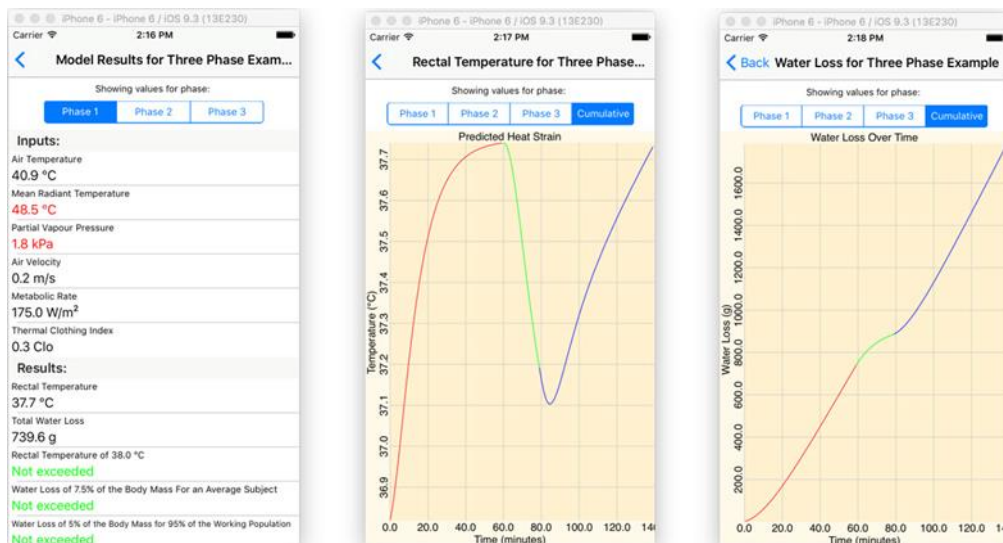 iPhone 6 - iPhone 6 / iOS 9.3 (13E230)
Carrier
2:16 PM
Model Results for Three Phase Exam...
Showing values for phase:
Phase 1
Phase 2
Phase 3
Inputs:
Air Temperature
40.9 °C
Mean Radiant Temperature
48.5 °C
Partial Vapour Pressure
1.8 kPa
Air Velocity
0.2 m/s
Metabolic Rate
175.0 W/m²
Thermal Clothing Index
0.3 Clo
Results:
Rectal Temperature
37.7 °C
Total Water Loss
739.6 g
Rectal Temperature of 38.0 °C
Not exceeded
Water Loss of 7.5% of the Body Mass For an Average Subject
Not exceeded
Water Loss of 5% of the Body Mass for 95% of the Working Population
Not exceeded
iPhone 6 - iPhone 6 / iOS 9.3 (13E230)
Carrier
2:17 PM
Rectal Temperature for Three Phase...
Showing values for phase:
Phase 1
Phase 2
Phase 3
Cumulative
Predicted Heat Strain
37.7
37.6
37.5
37.4
37.3
37.2
37.1
37.0
36.9
Temperature (°C)
0.0 20.0 40.0 60.0 80.0 100.0 120.0 14
Time (minutes)
iPhone 6 - iPhone 6 / iOS 9.3 (13E230)
Carrier
2:18 PM
Back Water Loss for Three Phase Example
Showing values for phase:
Phase 1
Phase 2
Phase 3
Cumulative
Water Loss Over Time
1600.0
1400.0
1200.0
1000.0
800.0
600.0
400.0
200.0
Water Loss (g)
0.0 20.0 40.0 60.0 80.0 100.0 120.0 14
Time (minutes)